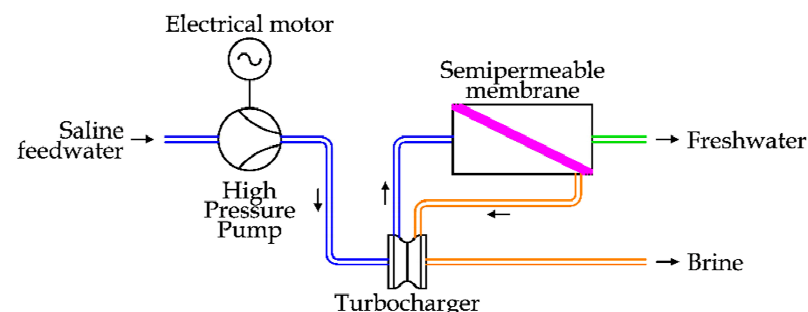 Electrical motor
Semipermeable
membrane
Saline
feedwater
Freshwater
High
Pressure
Pump
Brine
Turbocharger